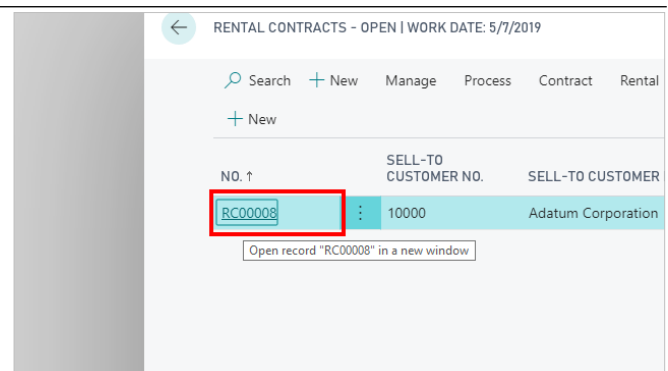 RENTAL CONTRACTS - OPEN | WORK DATE: 5/7/2019
Search + New Manage Process Contract Rental
+ New
SELL-TO
NO. ↑ CUSTOMER NO. SELL-TO CUSTOMER
RC00008 10000 Adatum Corporation
Open record "RC00008" in a new window